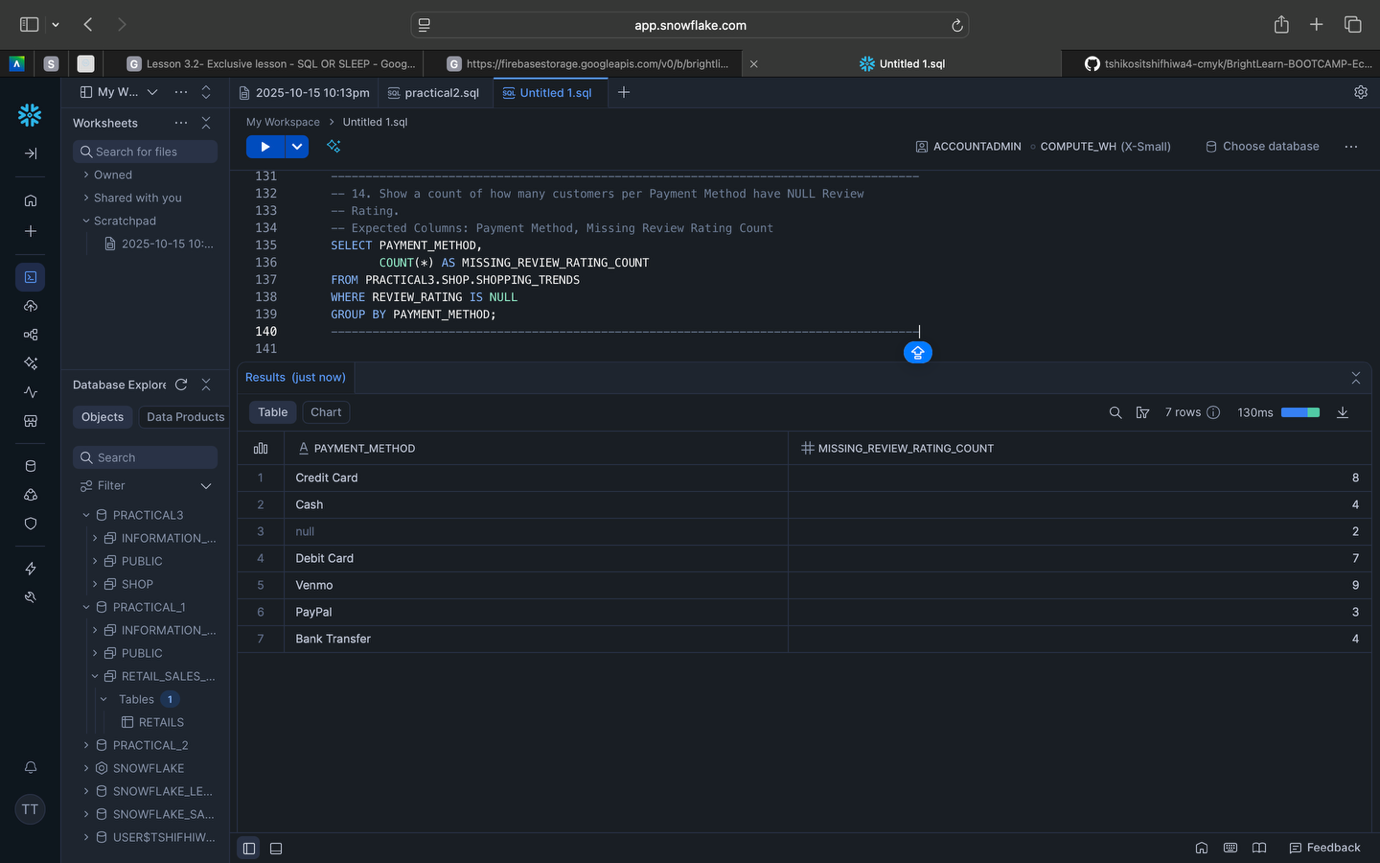 app.snowflake.com
S
G Lesson 3.2- Exclusive lesson - SQL OR SLEEP - Goog...
G https://firebasestorage.googleapis.com/v0/b/brightli...
Untitled 1.sql
tshikositshifhiwa4-cmyk/BrightLearn-BOOTCAMP-Ec...
My W...
2025-10-15 10:13pm
SQL practical2.sql
SQL Untitled 1.sql
Worksheets
My Workspace > Untitled 1.sql
Search for files
ACCOUNTADMIN COMPUTE_WH (X-Small)
Choose database
Owned
Shared with you
Scratchpad
2025-10-15 10:...
131 --------------------------------------------------------------------------------------
132 -- 14. Show a count of how many customers per Payment Method have NULL Review
133 -- Rating.
134 -- Expected Columns: Payment Method, Missing Review Rating Count
135 SELECT PAYMENT_METHOD,
136 COUNT(*) AS MISSING_REVIEW_RATING_COUNT
137 FROM PRACTICAL3.SHOP.SHOPPING_TRENDS
138 WHERE REVIEW_RATING IS NULL
139 GROUP BY PAYMENT_METHOD;
140 --------------------------------------------------------------------------------------
141
Database Explore
Objects
Data Products
Search
Filter
PRACTICAL3
INFORMATION_...
PUBLIC
SHOP
PRACTICAL_1
INFORMATION_...
PUBLIC
RETAIL_SALES_...
Tables 1
RETAILS
PRACTICAL_2
SNOWFLAKE
SNOWFLAKE_LE...
SNOWFLAKE_SA...
USER$TSHIFHIW...
TT
Results (just now)
Table
Chart
7 rows
130ms
PAYMENT_METHOD MISSING_REVIEW_RATING_COUNT
1 Credit Card 8
2 Cash 4
3 null 2
4 Debit Card 7
5 Venmo 9
6 PayPal 3
7 Bank Transfer 4
Feedback